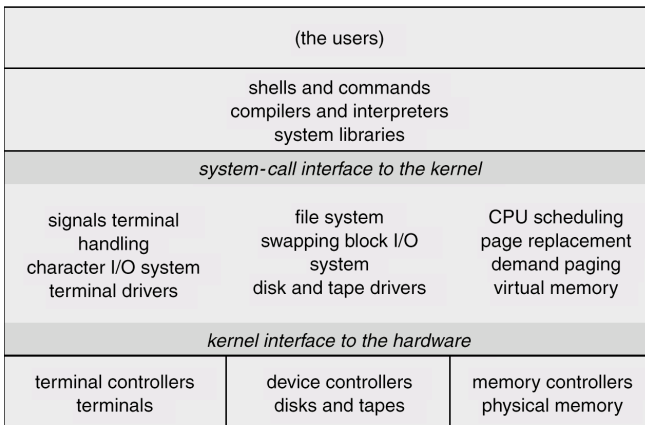 (the users)
shells and commands
compilers and interpreters
system libraries
system-call interface to the kernel
signals terminal
handling
character I/O system
terminal drivers
file system
swapping block I/O
system
disk and tape drivers
CPU scheduling
page replacement
demand paging
virtual memory
kernel interface to the hardware
terminal controllers
terminals
device controllers
disks and tapes
memory controllers
physical memory